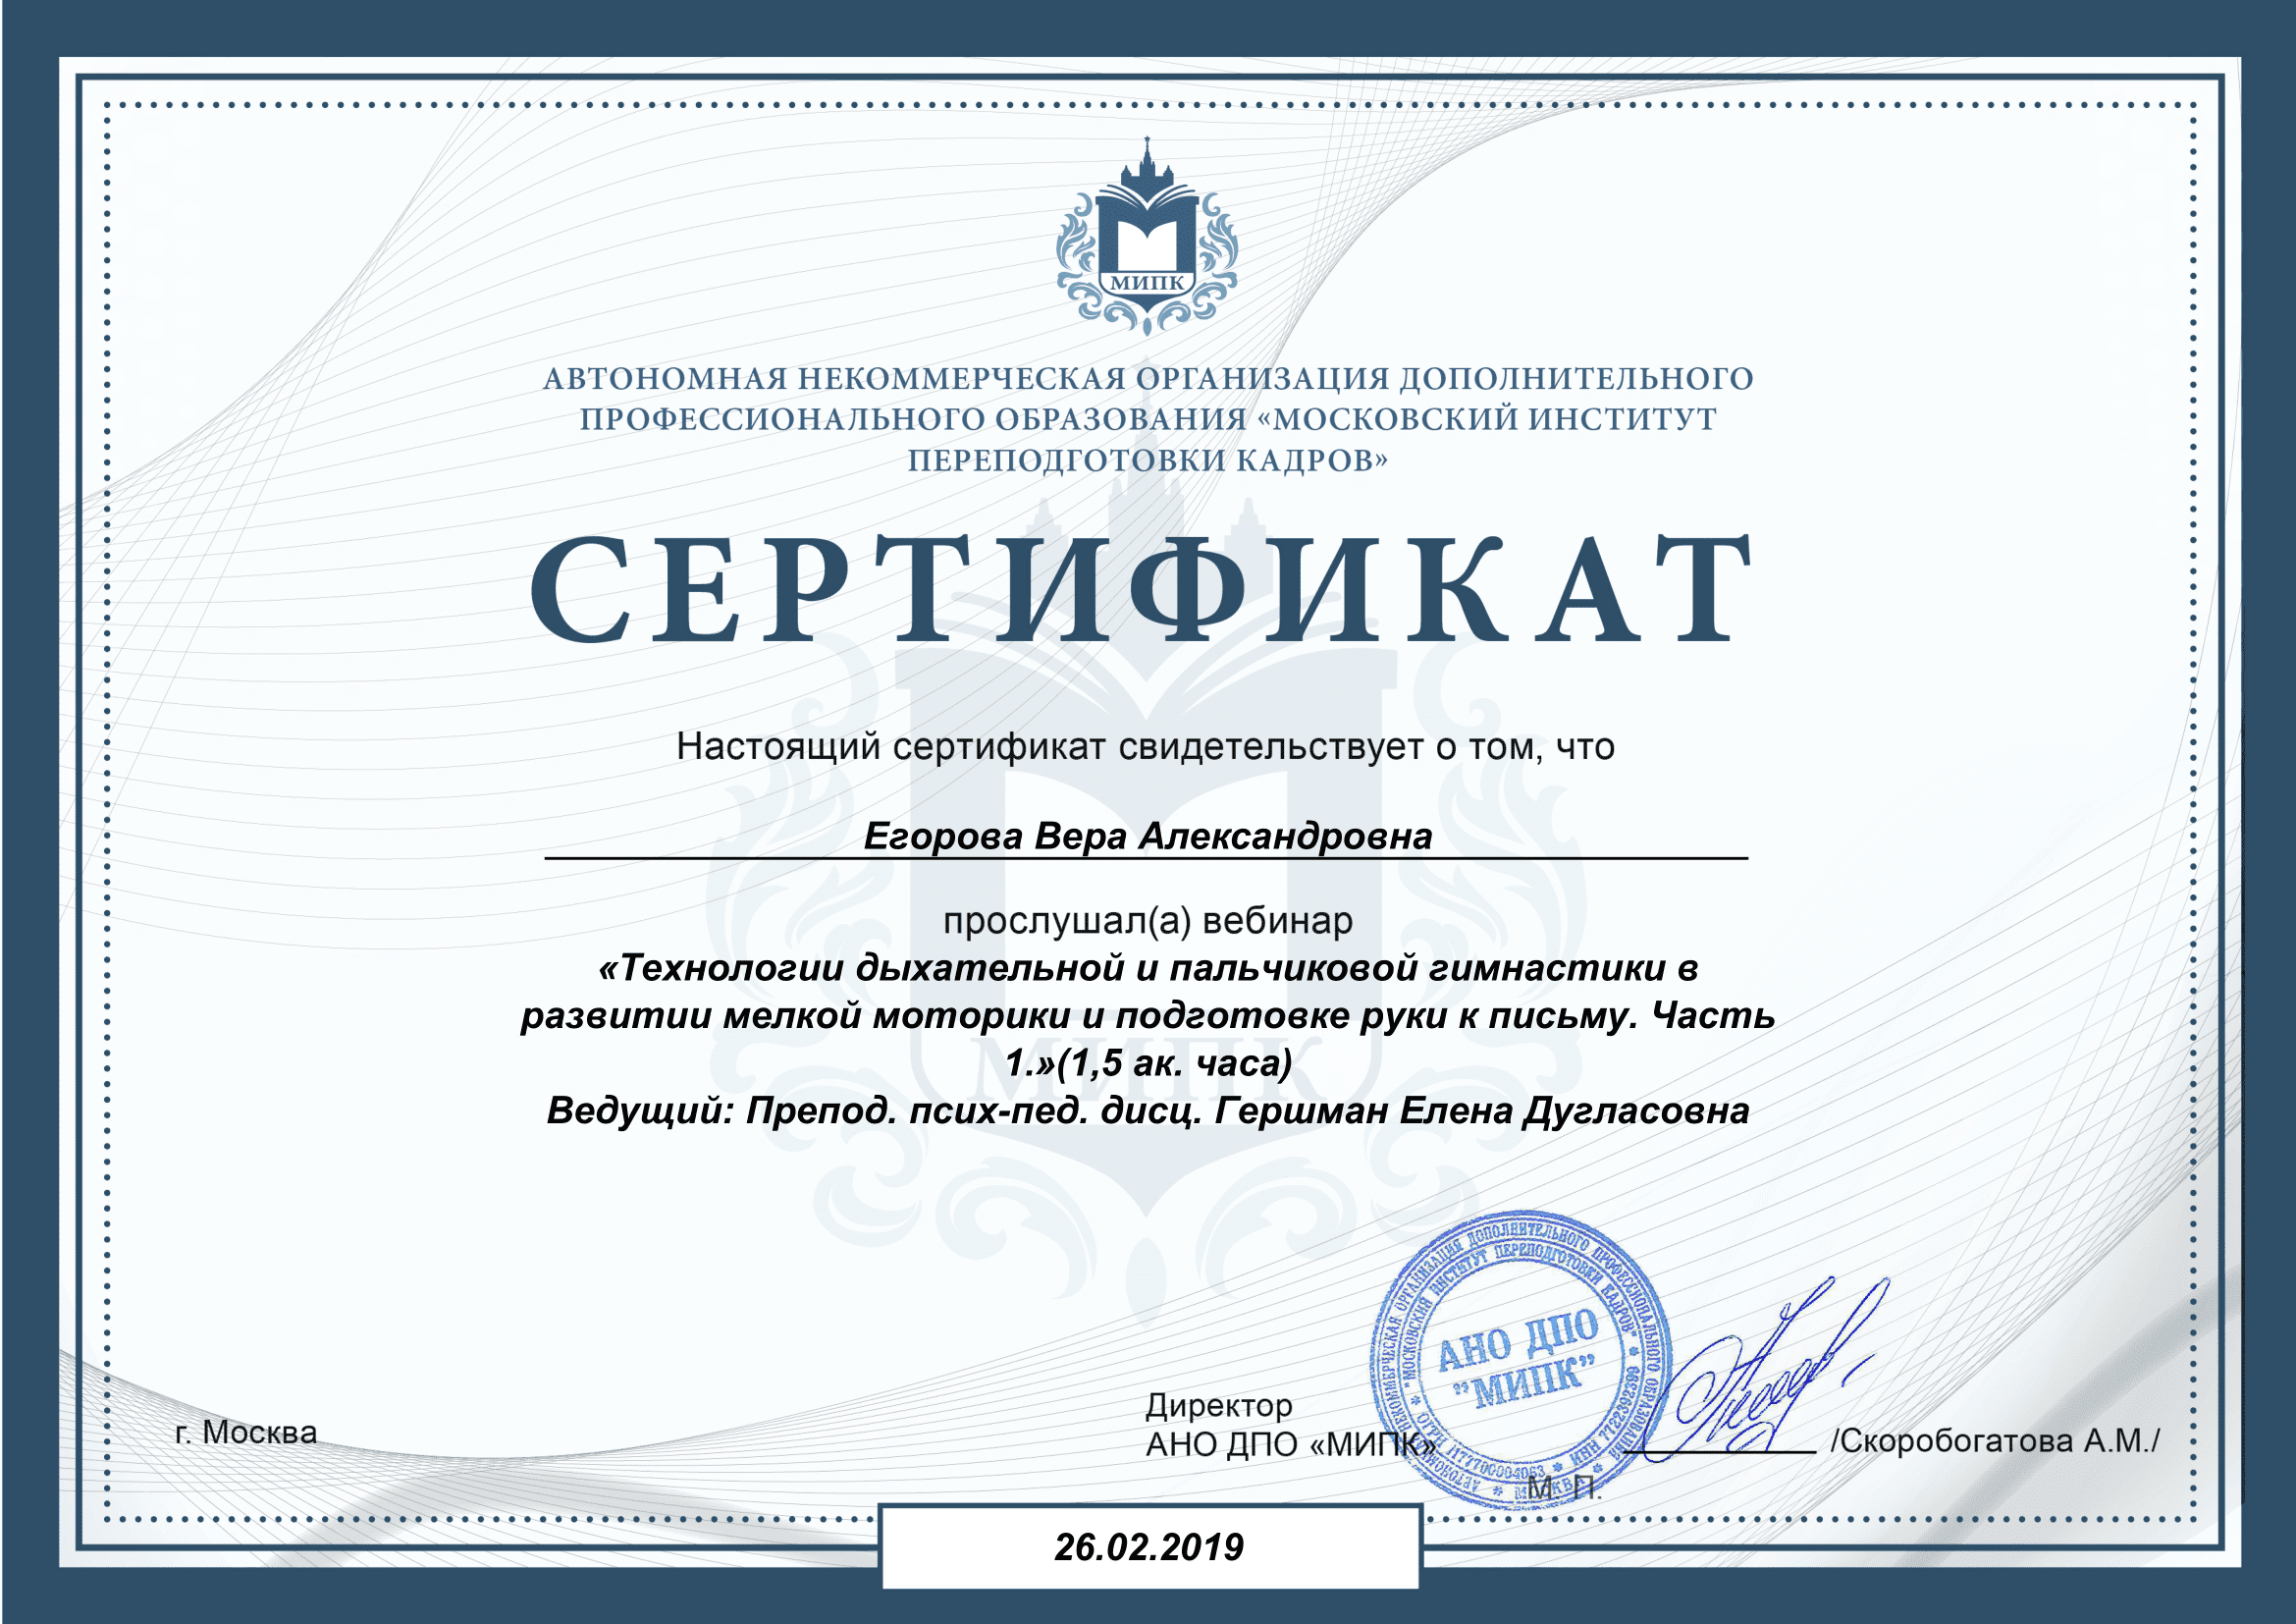 МИПК
АВТОНОМНАЯ НЕКОММЕРЧЕСКАЯ ОРГАНИЗАЦИЯ ДОПОЛНИТЕЛЬНОГО
ПРОФЕССИОНАЛЬНОГО ОБРАЗОВАНИЯ «МОСКОВСКИЙ ИНСТИТУТ
ПЕРЕПОДГОТОВКИ КАДРОВ»
СЕРТИФИКАТ
Настоящий сертификат свидетельствует о том, что
Егорова Вера Александровна
прослушал(а) вебинар
«Технологии дыхательной и пальчиковой гимнастики в
развитии мелкой моторики и подготовке руки к письму. Часть
1.»(1,5 ак. часа)
МИПК
Ведущий: Препод. псих-пед. дисц. Гершман Елена Дугласовна
АВТОНОМНАЯ НЕКОММЕРЧЕСКАЯ ОРГАНИЗАЦИЯ ДОПОЛНИТЕЛЬНОГО ПРОФЕССИОНАЛЬНОГО ОБРАЗОВАНИЯ * МОСКВА *
"МОСКОВСКИЙ ИНСТИТУТ ПЕРЕПОДГОТОВКИ КАДРОВ" * ИНН 7722392399 * ОГРН 1177700004063 *
АНО ДПО
"МИПК"
г. Москва
Директор
АНО ДПО «МИПК»
/Скоробогатова А.М./
М. П.
26.02.2019